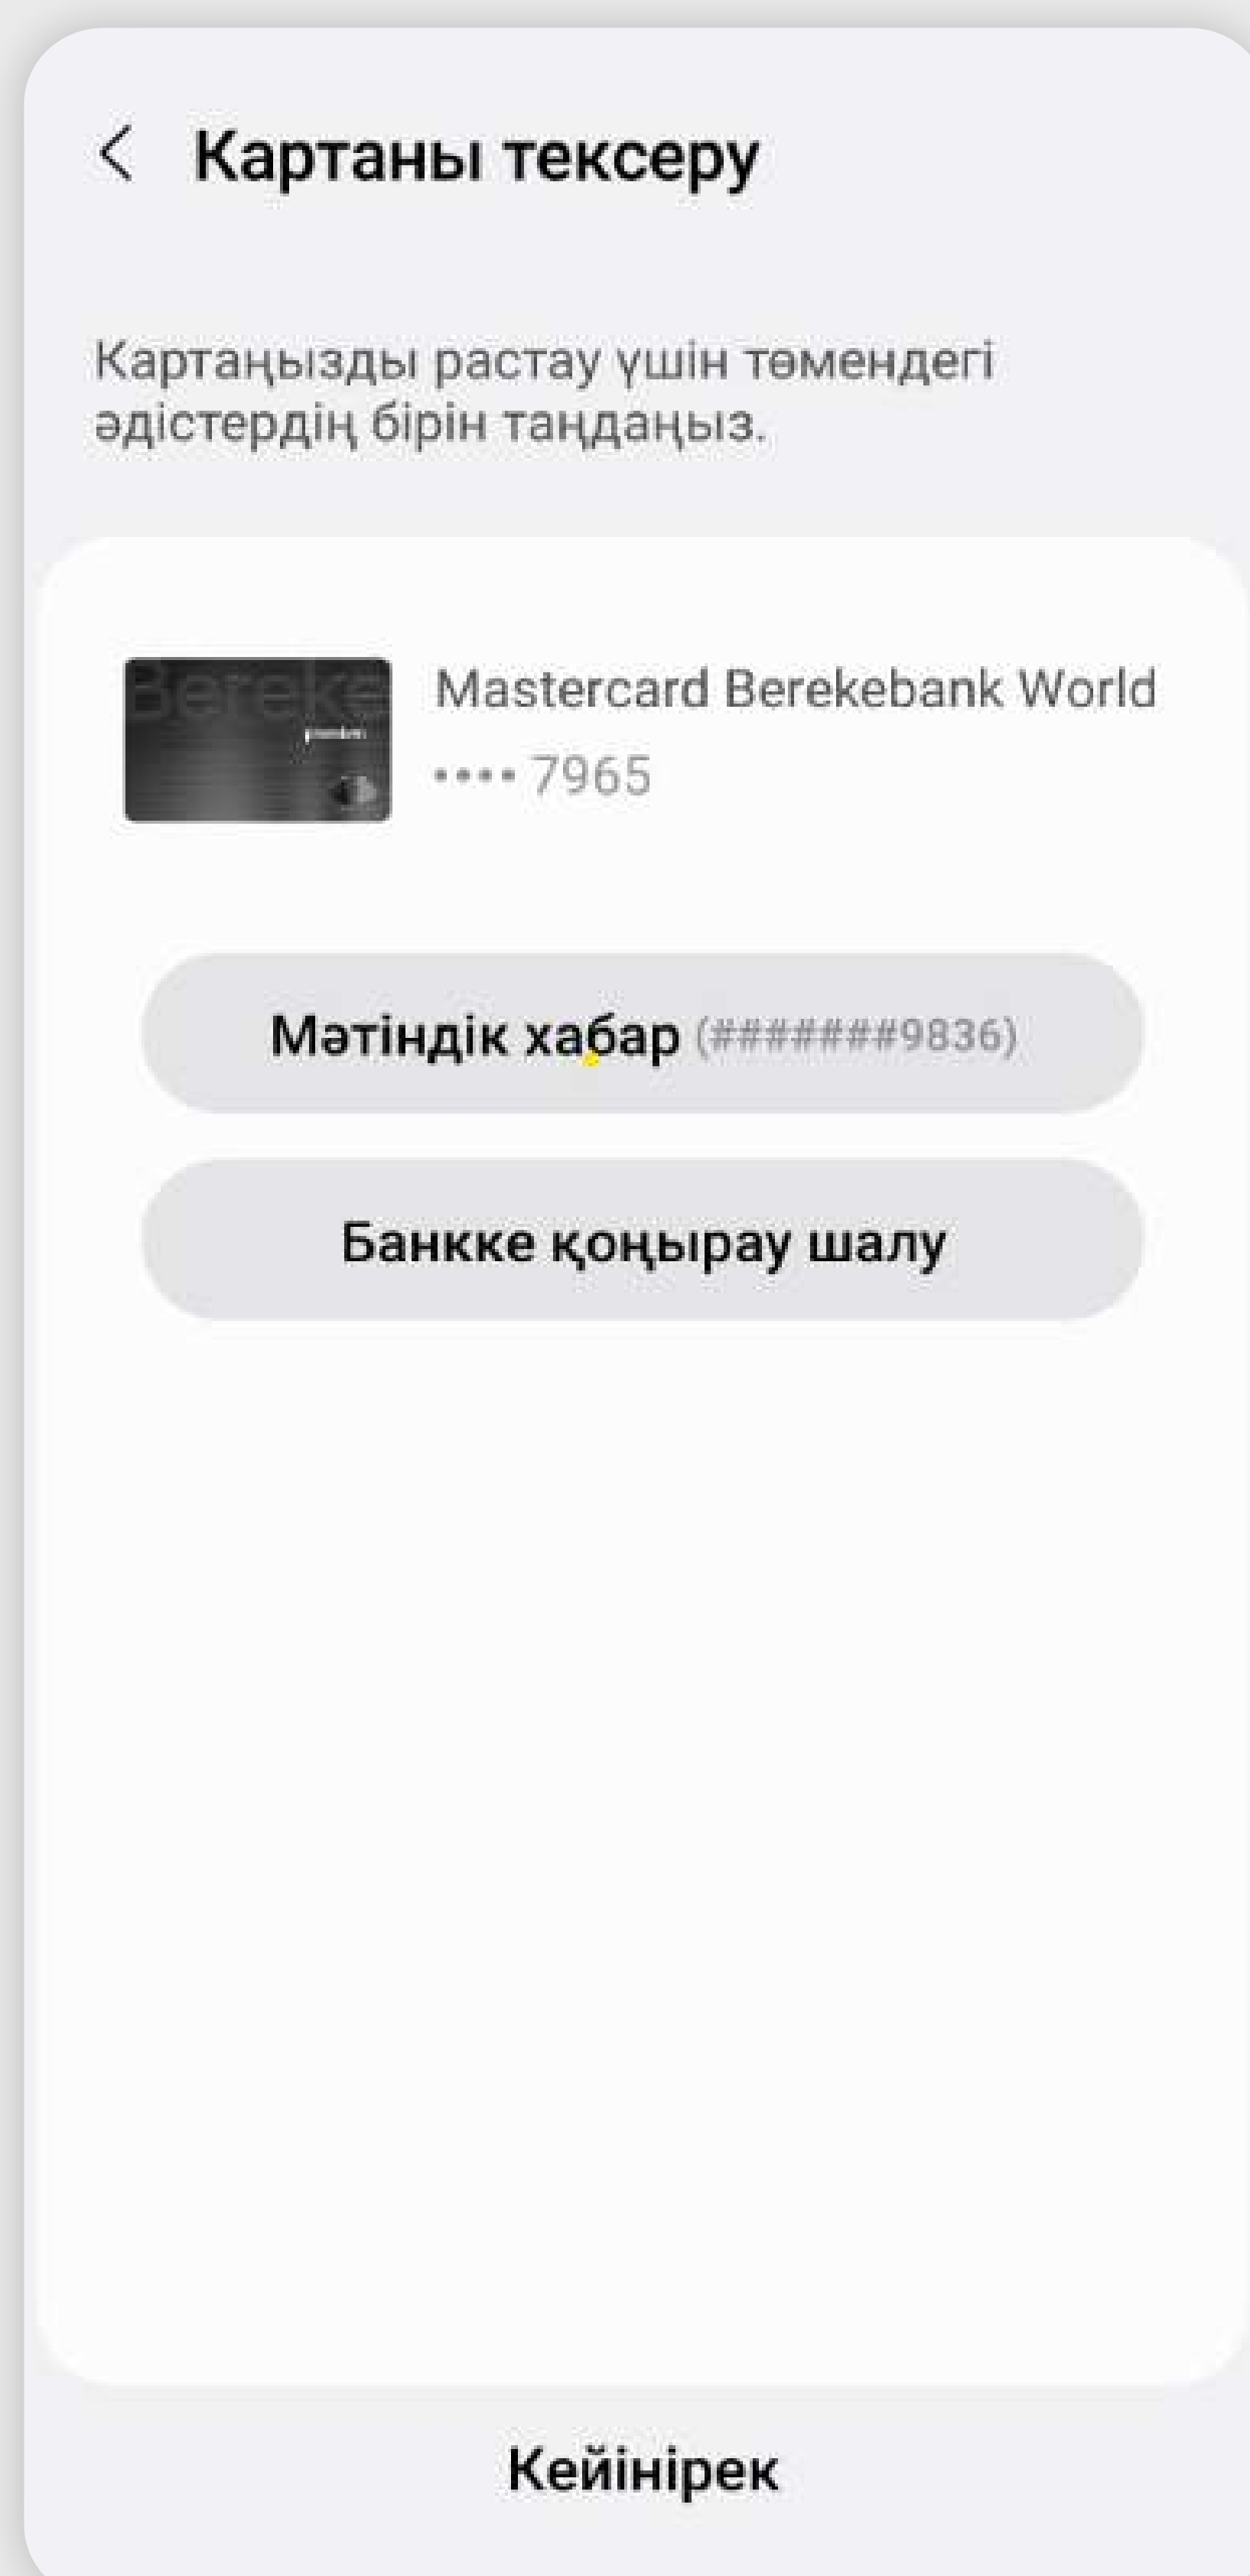 Картаны тексеру
Картаңызды растау үшін төмендегі
әдістердің бірін таңдаңыз.
Bereke
Mastercard Berekebank World
•••• 7965
Мәтіндік хабар (#######9836)
Банкке қоңырау шалу
Кейінірек